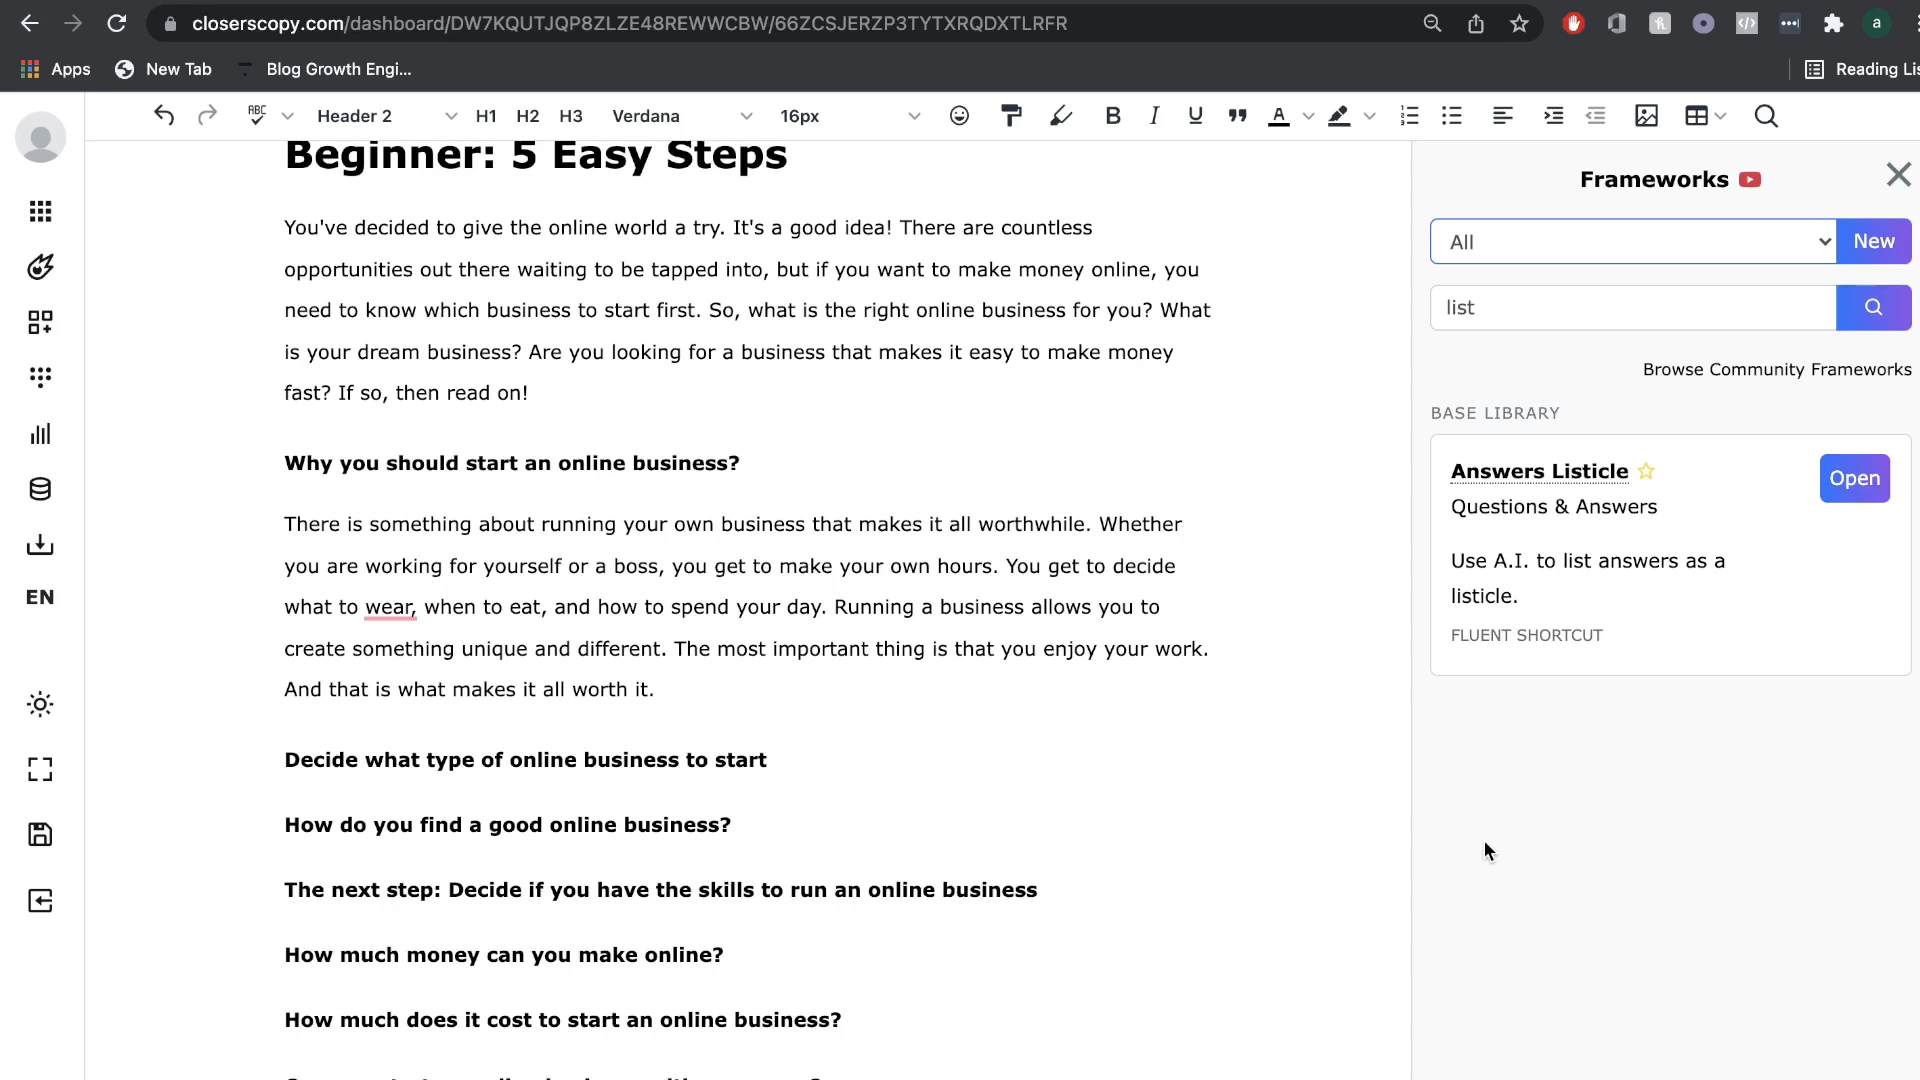 closerscopy.com/dashboard/DW7KQUTJQP8ZLZE48REWWCBW/66ZCSJERZP3TYTXRQDXTLRFR
a
Apps
New Tab
Blog Growth Engi...
Reading Lis
ABC
Header 2
H1 H2 H3
Verdana
16px
B I U
A
Beginner: 5 Easy Steps
You've decided to give the online world a try. It's a good idea! There are countless
opportunities out there waiting to be tapped into, but if you want to make money online, you
need to know which business to start first. So, what is the right online business for you? What
is your dream business? Are you looking for a business that makes it easy to make money
fast? If so, then read on!
Why you should start an online business?
There is something about running your own business that makes it all worthwhile. Whether
you are working for yourself or a boss, you get to make your own hours. You get to decide
what to wear, when to eat, and how to spend your day. Running a business allows you to
create something unique and different. The most important thing is that you enjoy your work.
And that is what makes it all worth it.
Decide what type of online business to start
How do you find a good online business?
The next step: Decide if you have the skills to run an online business
How much money can you make online?
How much does it cost to start an online business?
EN
Frameworks
All
New
list
Browse Community Frameworks
BASE LIBRARY
Answers Listicle
Open
Questions & Answers
Use A.I. to list answers as a
listicle.
FLUENT SHORTCUT